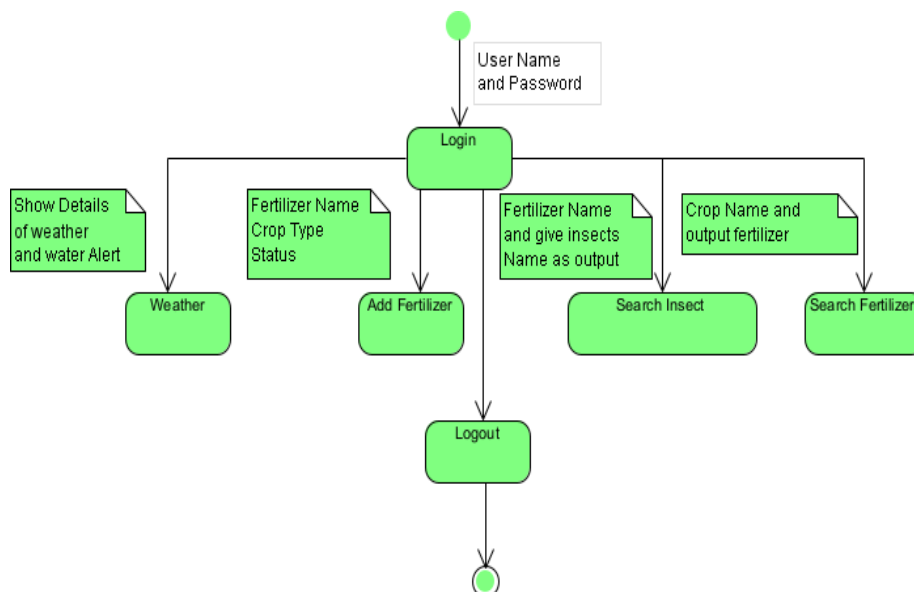 User Name
and Password
Login
Show Details
of weather
and water Alert
Fertilizer Name
Crop Type
Status
Fertilizer Name
and give insects
Name as output
Crop Name and
output fertilizer
Weather
Add Fertilizer
Search Insect
Search Fertilizer
Logout